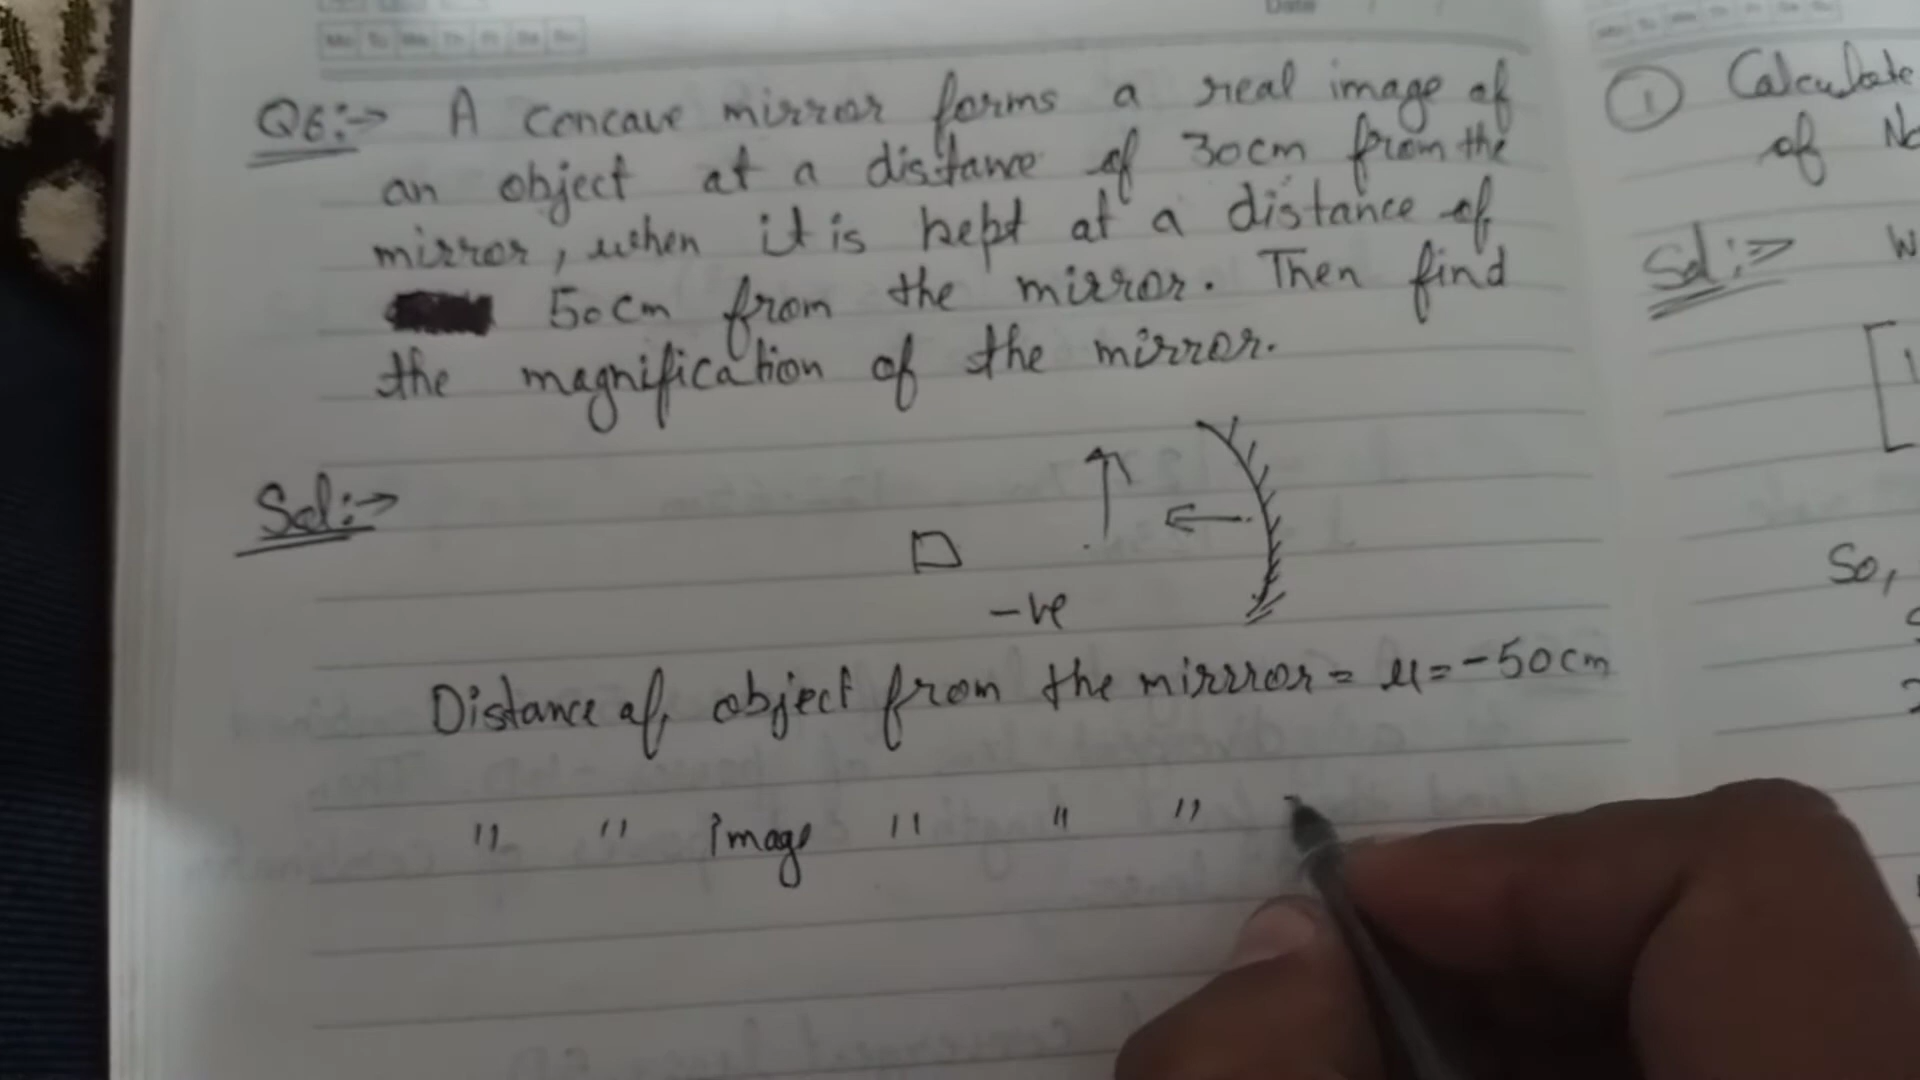 Date
Q6:→ A concave mirror forms a real image of
an object at a distance of 30cm from the
mirror, when it is kept at a distance of
50cm from the mirror. Then find
the magnification of the mirror.
Sol:→
-ve
Distance of object from the mirrror = u = -50cm
" " image " " "
① Calculate
of
Sol:→
So,